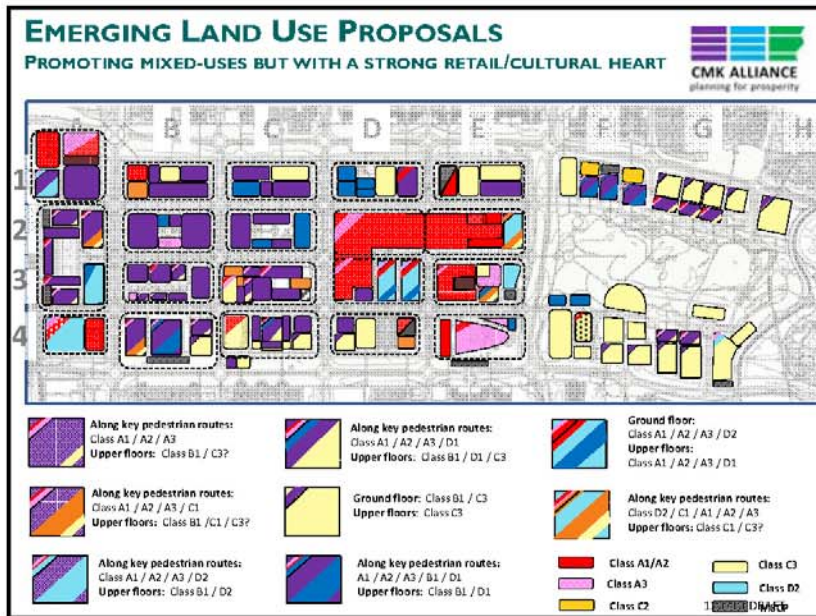 EMERGING LAND USE PROPOSALS
PROMOTING MIXED-USES BUT WITH A STRONG RETAIL/CULTURAL HEART
CMK ALLIANCE
planning for prosperity
A B C D E F G H
1
2
3
4
Along key pedestrian routes:
Class A1 / A2 / A3
Upper floors: Class B1 / C3?
Along key pedestrian routes:
Class A1 / A2 / A3 / D1
Upper floors: Class B1 / D1 / C3
Ground floor:
Class A1 / A2 / A3 / D2
Upper floors:
Class A1 / A2 / A3 / D1
Along key pedestrian routes:
Class A1 / A2 / A3 / C1
Upper floors: Class B1 /C1 / C3?
Ground floor: Class B1 / C3
Upper floors: Class C3
Along key pedestrian routes:
Class D2 / C1 / A1 / A2 / A3
Upper floors: Class C1 / C3?
Along key pedestrian routes:
Class A1 / A2 / A3 / D2
Upper floors: Class B1 / D2
Along key pedestrian routes:
A1 / A2 / A3 / B1 / D1
Upper floors: Class B1 / D1
Class A1/A2
Class A3
Class C2
Class C3
Class D2